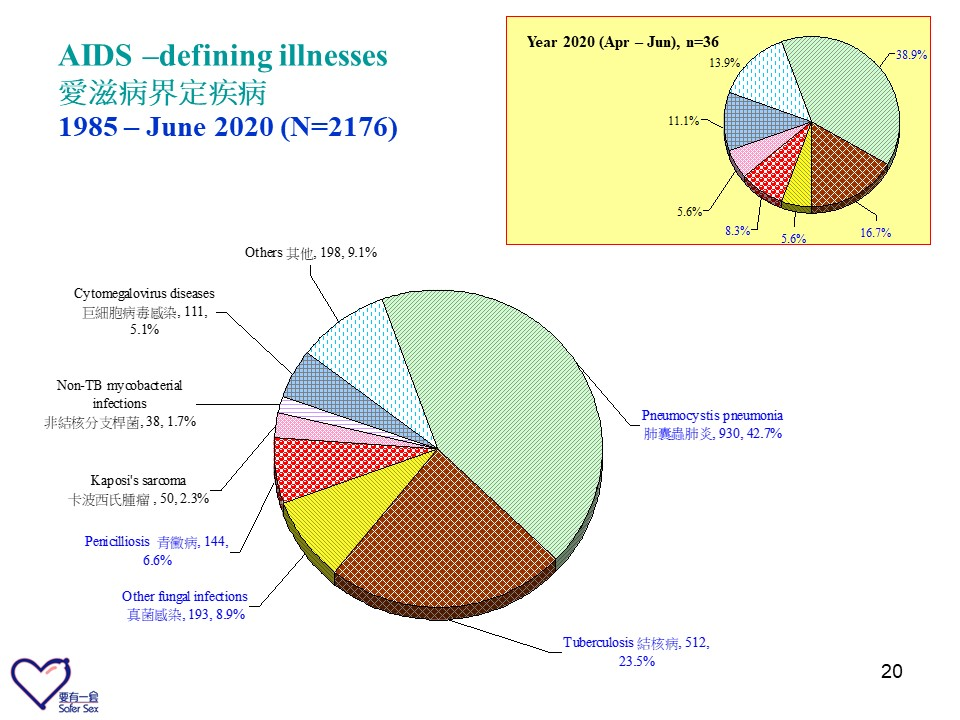 AIDS –defining illnesses
愛滋病界定疾病
1985 – June 2020 (N=2176)
Year 2020 (Apr – Jun), n=36
38.9%
13.9%
11.1%
5.6%
8.3%
5.6%
16.7%
Others 其他, 198, 9.1%
Cytomegalovirus diseases
巨細胞病毒感染, 111,
5.1%
Non-TB mycobacterial
infections
非結核分支桿菌, 38, 1.7%
Kaposi's sarcoma
卡波西氏腫瘤 , 50, 2.3%
Penicilliosis 青黴病, 144,
6.6%
Other fungal infections
真菌感染, 193, 8.9%
Pneumocystis pneumonia
肺囊蟲肺炎, 930, 42.7%
Tuberculosis 結核病, 512,
23.5%
要有一套
Safer Sex
20